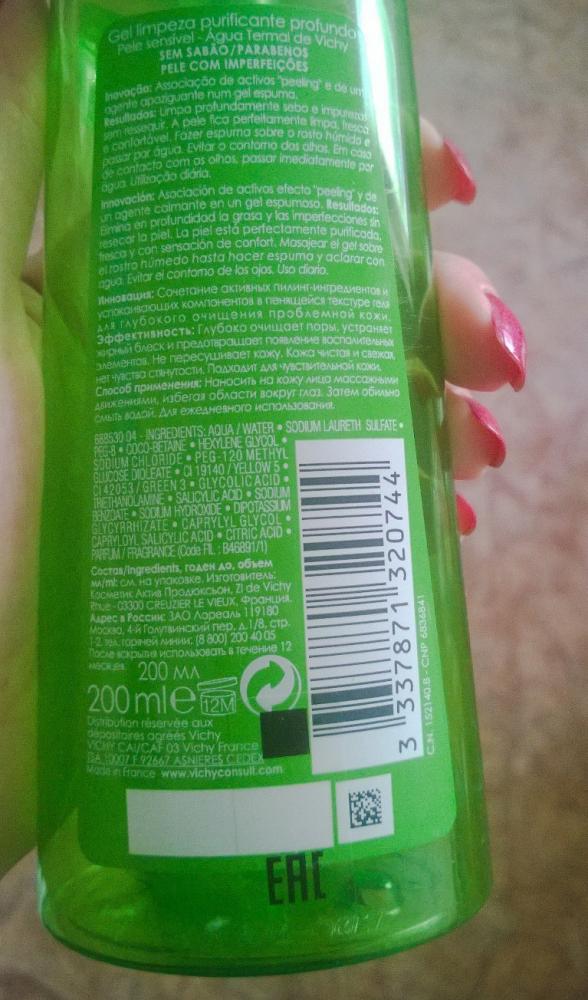 Gel limpeza purificante profundo
Pele sensível - Água Termal de Vichy
SEM SABÃO/PARABENOS
PELE COM IMPERFEIÇÕES
Inovação: Associação de activos "peeling" e de um
agente apaziguante num gel espuma.
Resultados: Limpa profundamente sebo e impurezas
sem ressequir. A pele fica perfeitamente limpa, fresca
e confortável. Fazer espuma sobre o rosto húmido e
passar por água. Evitar o contorno dos olhos. Em caso
de contacto com os olhos, passar imediatamente por
água. Utilização diária.
Innovación: Asociación de activos efecto "peeling" y de
un agente calmante en un gel espumoso. Resultados:
Elimina en profundidad la grasa y las imperfecciones sin
resecar la piel. La piel está perfectamente purificada,
fresca y con sensación de confort. Masajear el gel sobre
el rostro húmedo hasta hacer espuma y aclarar con
agua. Evitar el contorno de los ojos. Uso diario.
Инновация: Сочетание активных пилинг-ингредиентов и
успокаивающих компонентов в пенящейся текстуре геля
для глубокого очищения проблемной кожи.
Эффективность: Глубоко очищает поры, устраняет
жирный блеск и предотвращает появление воспалительных
элементов. Не пересушивает кожу. Кожа чистая и свежая,
нет чувства стянутости. Подходит для чувствительной кожи.
Способ применения: Наносить на кожу лица массажными
движениями, избегая области вокруг глаз. Затем обильно
смыть водой. Для ежедневного использования.
688530 04 - INGREDIENTS: AQUA / WATER • SODIUM LAURETH SULFATE •
PEG-8 • COCO-BETAINE • HEXYLENE GLYCOL •
SODIUM CHLORIDE • PEG-120 METHYL
GLUCOSE DIOLEATE • CI 19140 / YELLOW 5 •
CI 42053 / GREEN 3 • GLYCOLIC ACID •
TRIETHANOLAMINE • SALICYLIC ACID • SODIUM
BENZOATE • SODIUM HYDROXIDE • DIPOTASSIUM
GLYCYRRHIZATE • CAPRYLYL GLYCOL •
CAPRYLOYL SALICYLIC ACID • CITRIC ACID •
PARFUM / FRAGRANCE (Code FIL : B46891/1)
Состав/Ingredients, годен до, объем
мл/ml: см. на упаковке. Изготовитель:
Косметик Актив Продюксьон, ZI de Vichy
Rhue - 03300 CREUZIER LE VIEUX, Франция.
Адрес в России: ЗАО Лореаль 119180
Москва, 4-й Голутвинский пер. д.1/8, стр.
1-2, тел. горячей линии: (8 800) 200 40 05
После вскрытия использовать в течение 12
месяцев.
200 мл
200 ml e 12M
Distribution réservée aux
dépositaires agréés Vichy
VICHY CAI/CAF 03 Vichy France
TSA 10007 F 92667 ASNIERES CEDEX
Made in France www.vichyconsult.com
3 337871 320744
C.N. 152140.8 - CNP 6836841
EAC